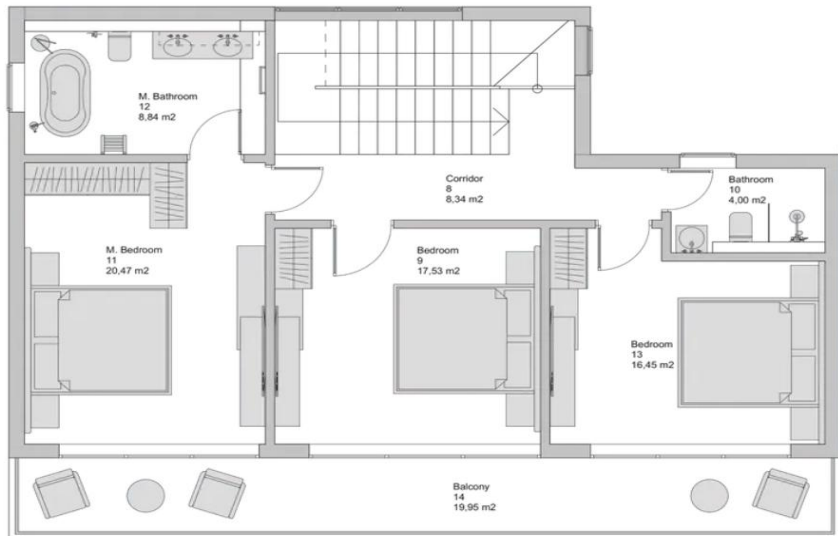 M. Bathroom
12
8,84 m2
Corridor
8
8,34 m2
Bathroom
10
4,00 m2
M. Bedroom
11
20,47 m2
Bedroom
9
17,53 m2
Bedroom
13
16,45 m2
Balcony
14
19,95 m2